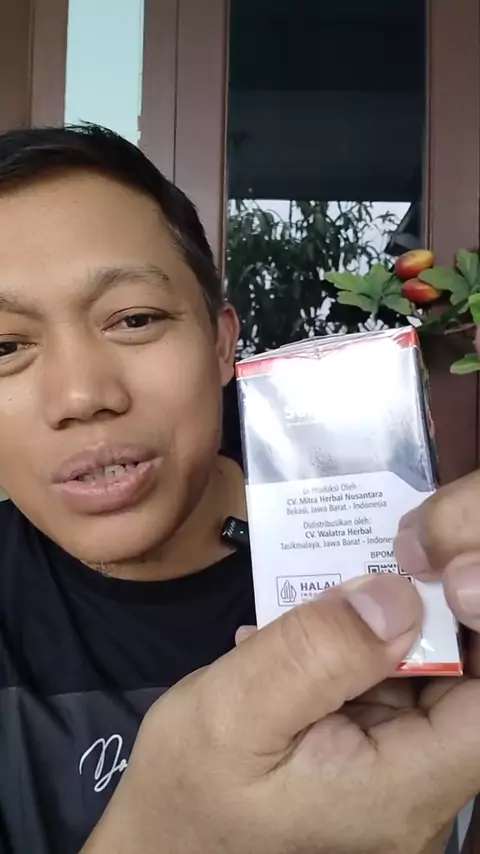 Di Produksi Oleh :
CV. Mitra Herbal Nusantara
Bekasi, Jawa Barat - Indonesia
Didistribusikan oleh:
CV. Walatra Herbal
Tasikmalaya, Jawa Barat - Indones
BPOM
HALAL